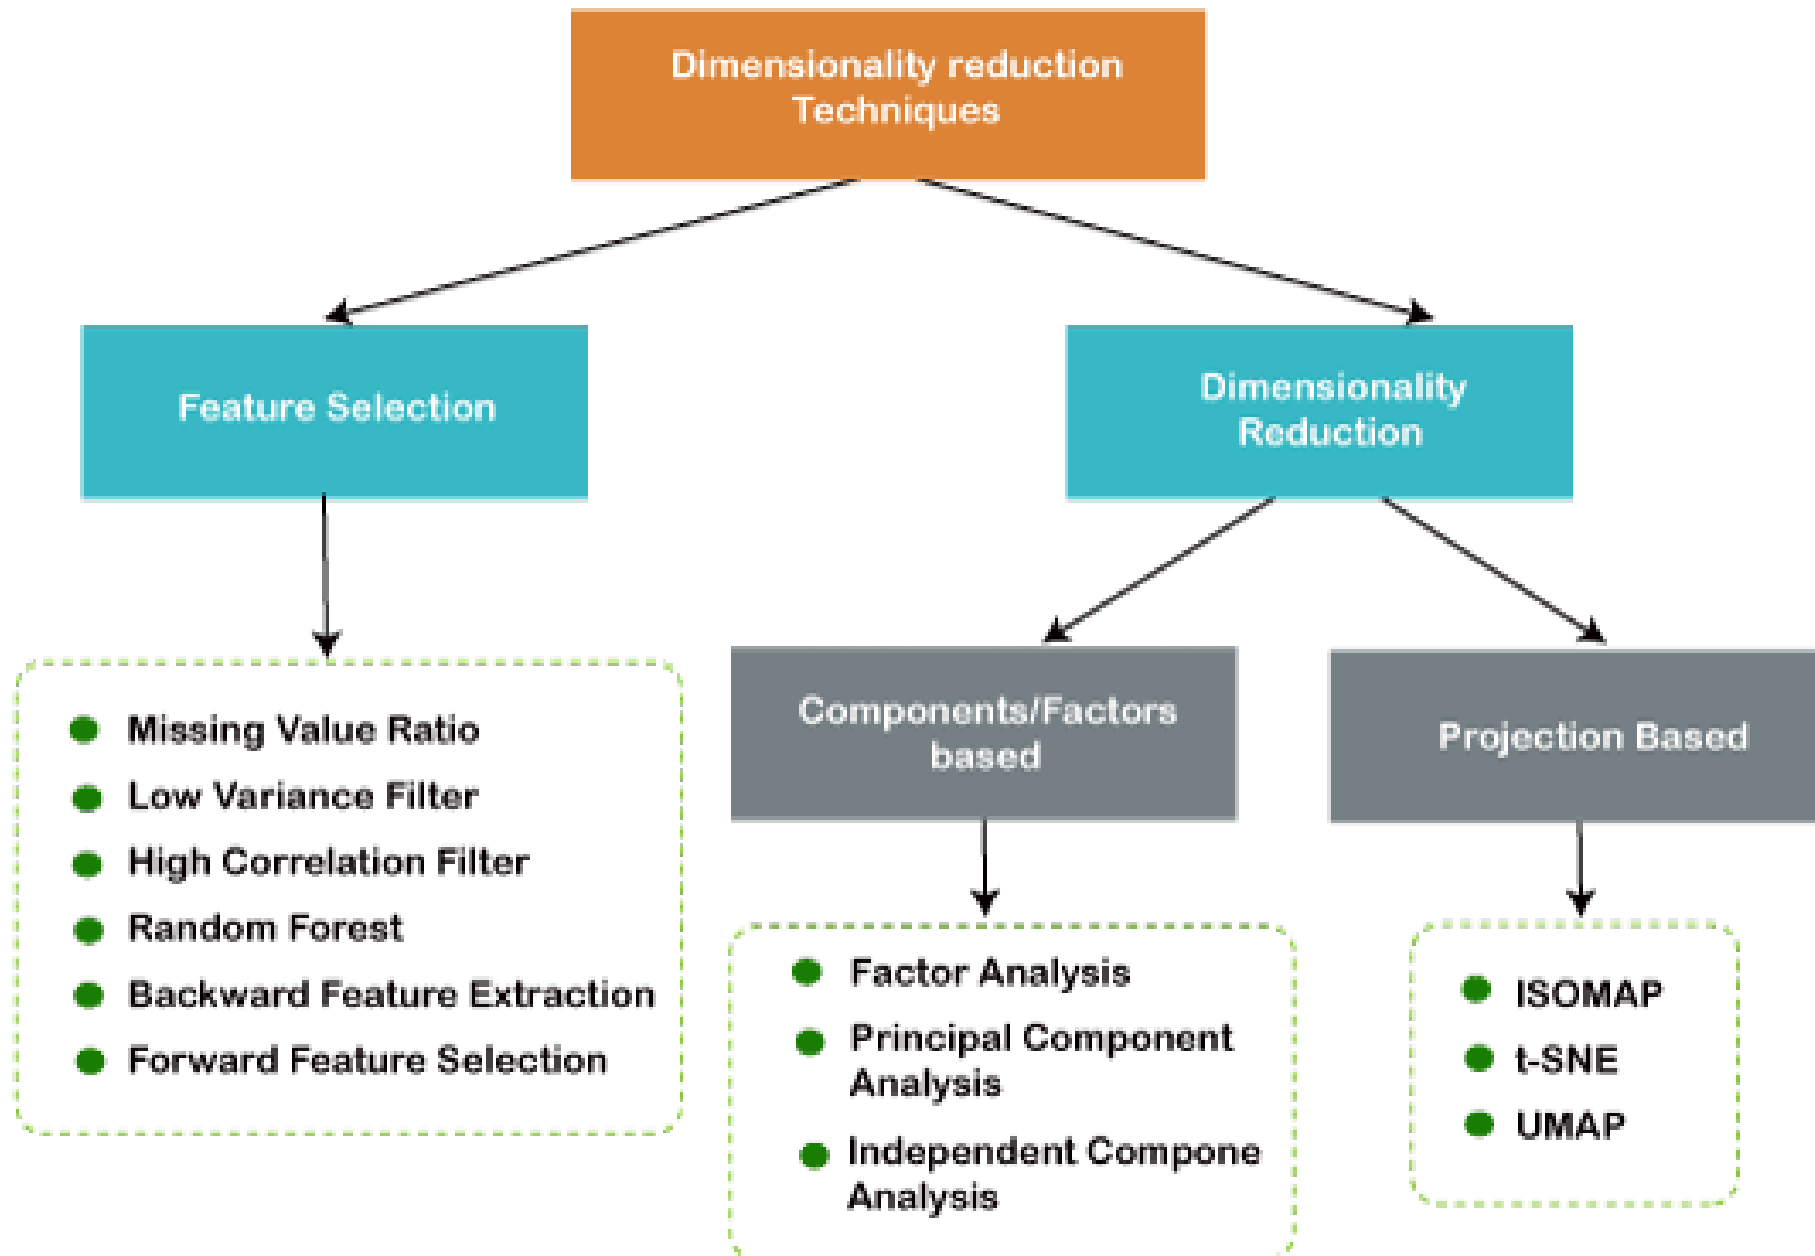 Dimensionality reduction
Techniques
Feature Selection
Dimensionality
Reduction
Missing Value Ratio
Low Variance Filter
High Correlation Filter
Random Forest
Backward Feature Extraction
Forward Feature Selection
Components/Factors
based
Factor Analysis
Principal Component
Analysis
Independent Compone
Analysis
Projection Based
ISOMAP
t-SNE
UMAP